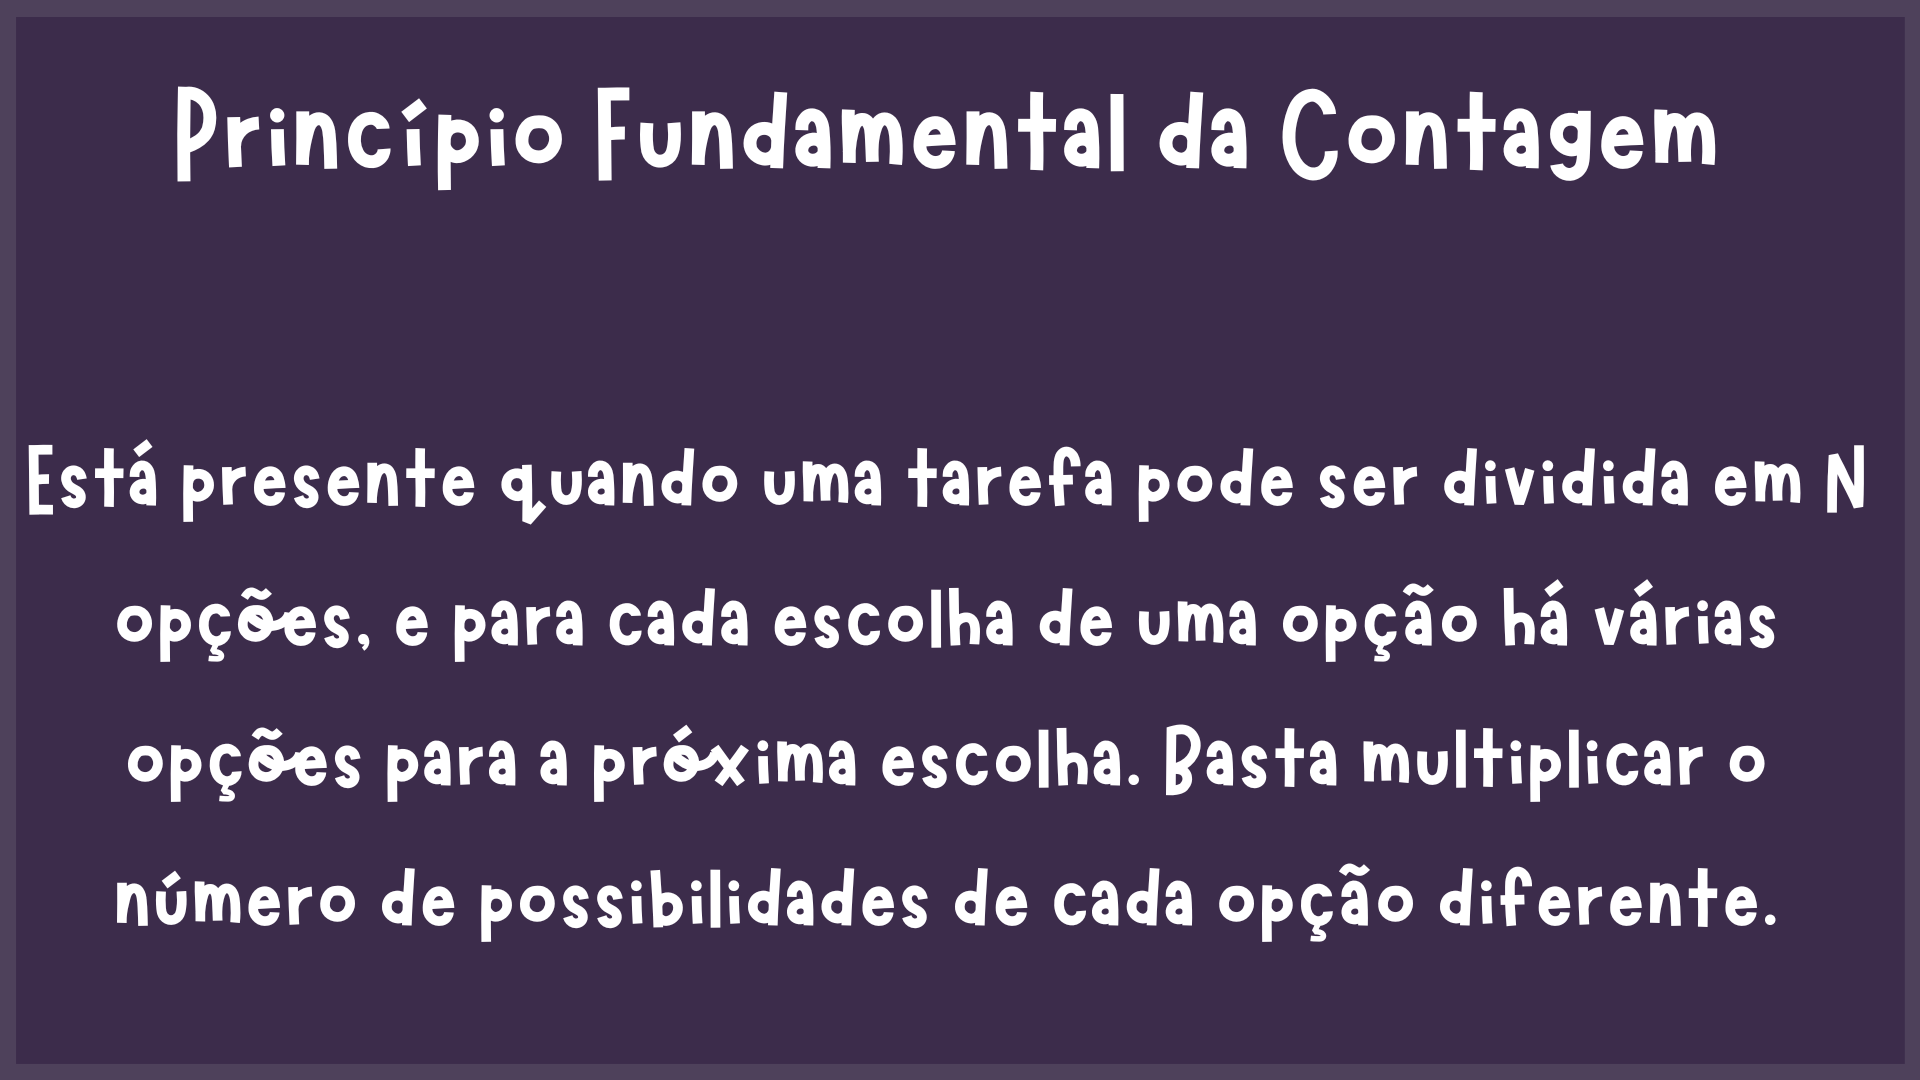 Princípio Fundamental da Contagem
Está presente quando uma tarefa pode ser dividida em N
opções, e para cada escolha de uma opção há várias
opções para a próxima escolha. Basta multiplicar o
número de possibilidades de cada opção diferente.